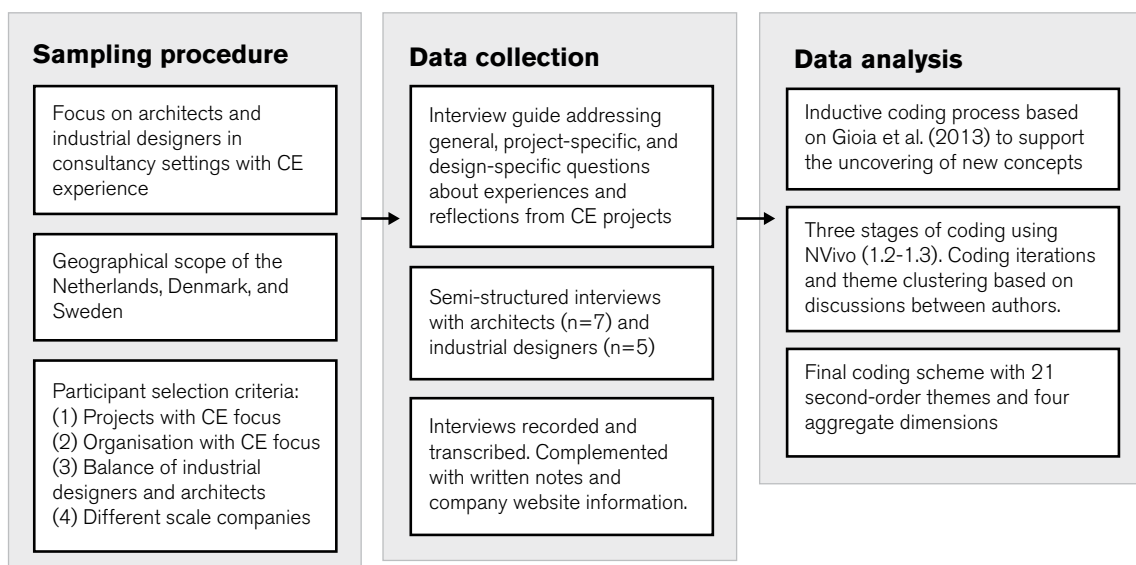 Sampling procedure
Focus on architects and
industrial designers in
consultancy settings with CE
experience
Geographical scope of the
Netherlands, Denmark, and
Sweden
Participant selection criteria:
(1) Projects with CE focus
(2) Organisation with CE focus
(3) Balance of industrial
designers and architects
(4) Different scale companies
Data collection
Interview guide addressing
general, project-specific, and
design-specific questions
about experiences and
reflections from CE projects
Semi-structured interviews
with architects (n=7) and
industrial designers (n=5)
Interviews recorded and
transcribed. Complemented
with written notes and
company website information.
Data analysis
Inductive coding process based
on Gioia et al. (2013) to support
the uncovering of new concepts
Three stages of coding using
NVivo (1.2-1.3). Coding iterations
and theme clustering based on
discussions between authors.
Final coding scheme with 21
second-order themes and four
aggregate dimensions